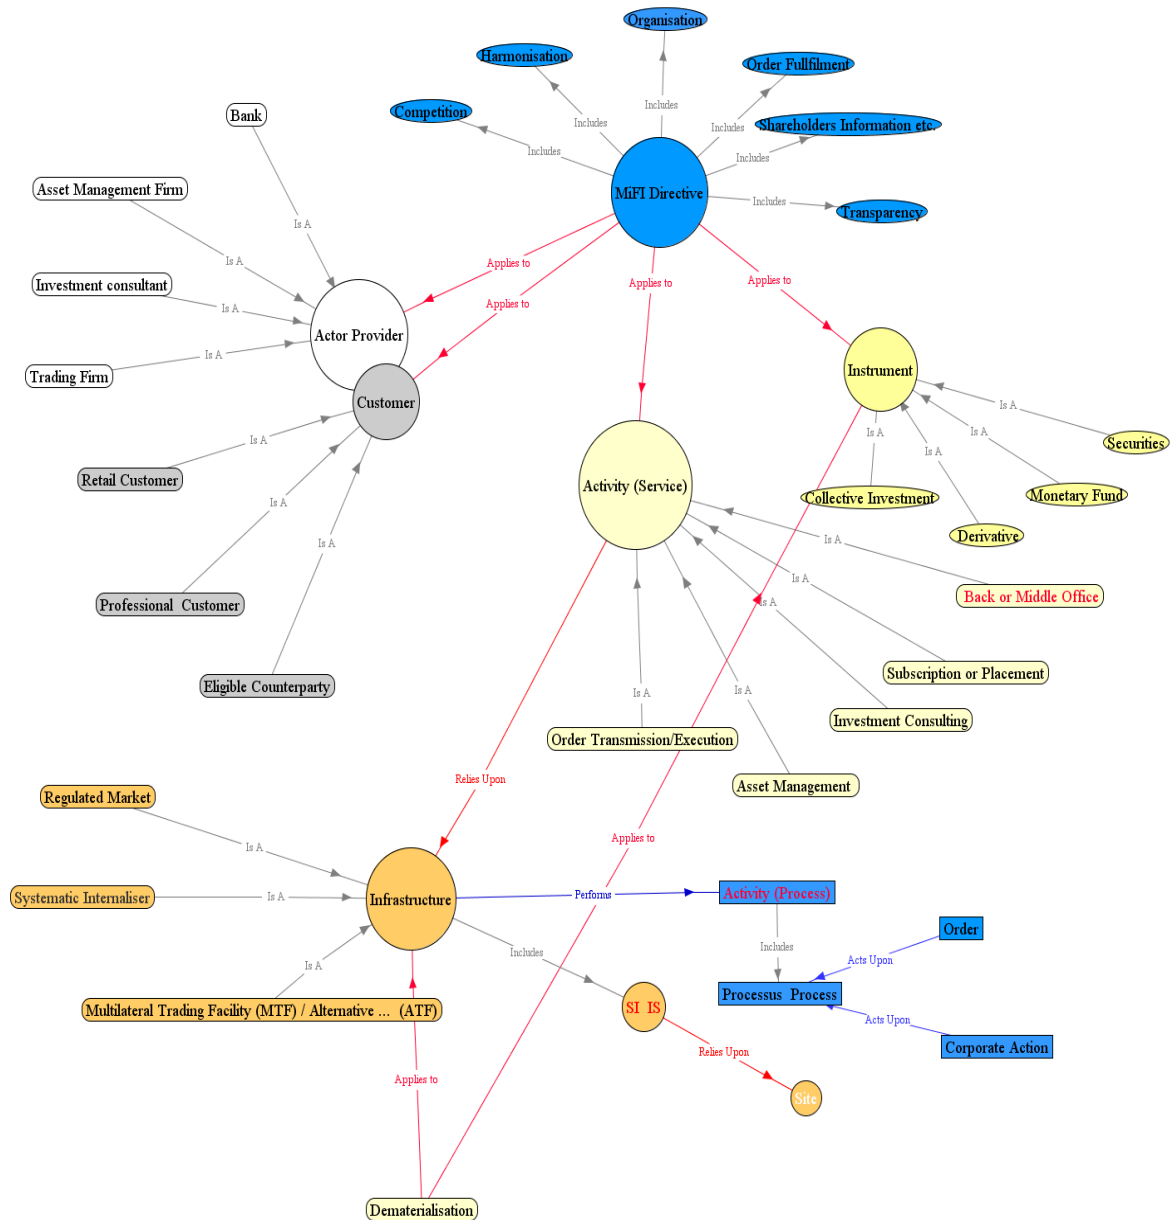 Organisation
Harmonisation
Order Fullfilment
Competition
Includes
Includes
Includes
Includes
Shareholders Information etc.
Includes
Bank
MiFI Directive
Includes
Transparency
Asset Management Firm
Is A
Is A
Applies to
Applies to
Applies to
Applies to
Investment consultant
Is A
Actor Provider
Is A
Trading Firm
Instrument
Customer
Is A
Is A
Is A
Is A
Securities
Is A
Retail Customer
Activity (Service)
Collective Investment
Monetary Fund
Derivative
Is A
Is A
Is A
Is A
Is A
Back or Middle Office
Professional  Customer
Subscription or Placement
Eligible Counterparty
Is A
Is A
Investment Consulting
Order Transmission/Execution
Relies Upon
Asset Management
Regulated Market
Is A
Applies to
Systematic Internaliser
Is A
Infrastructure
Performs
Activity (Process)
Is A
Includes
Includes
Order
Acts Upon
Processus  Process
Multilateral Trading Facility (MTF) / Alternative ...  (ATF)
SI  IS
Acts Upon
Corporate Action
Relies Upon
Applies to
Site
Dematerialisation